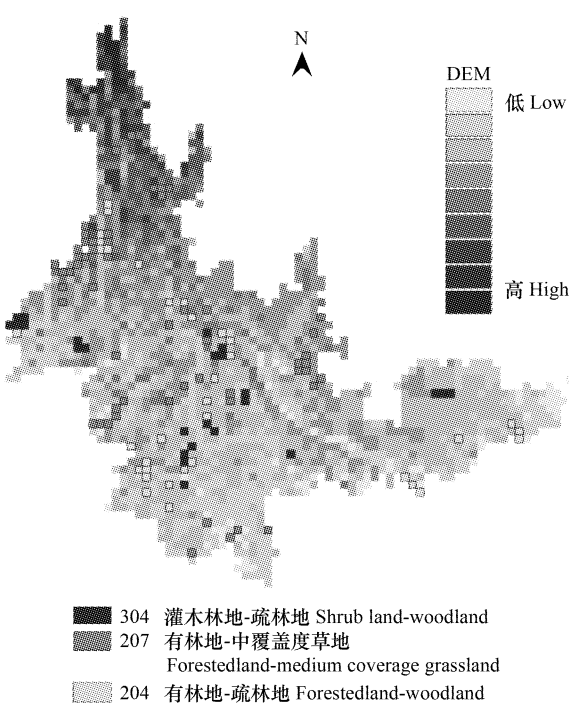 N
DEM
低 Low
高 High
304 灌木林地-疏林地 Shrub land-woodland
207 有林地-中覆盖度草地
Forestedland-medium coverage grassland
204 有林地-疏林地 Forestedland-woodland